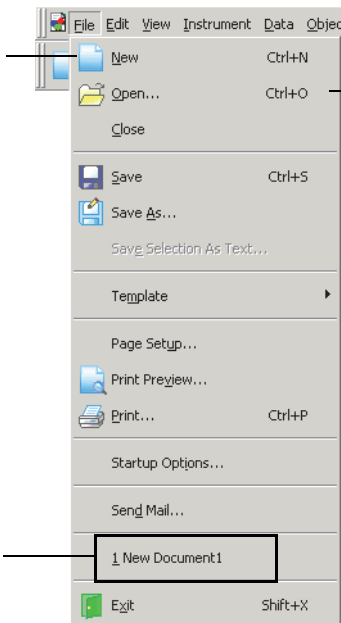 File Edit View Instrument Data Objec
New Ctrl+N
Open... Ctrl+O
Close
Save Ctrl+S
Save As...
Save Selection As Text...
Template
Page Setup...
Print Preview...
Print... Ctrl+P
Startup Options...
Send Mail...
1 New Document1
Exit Shift+X